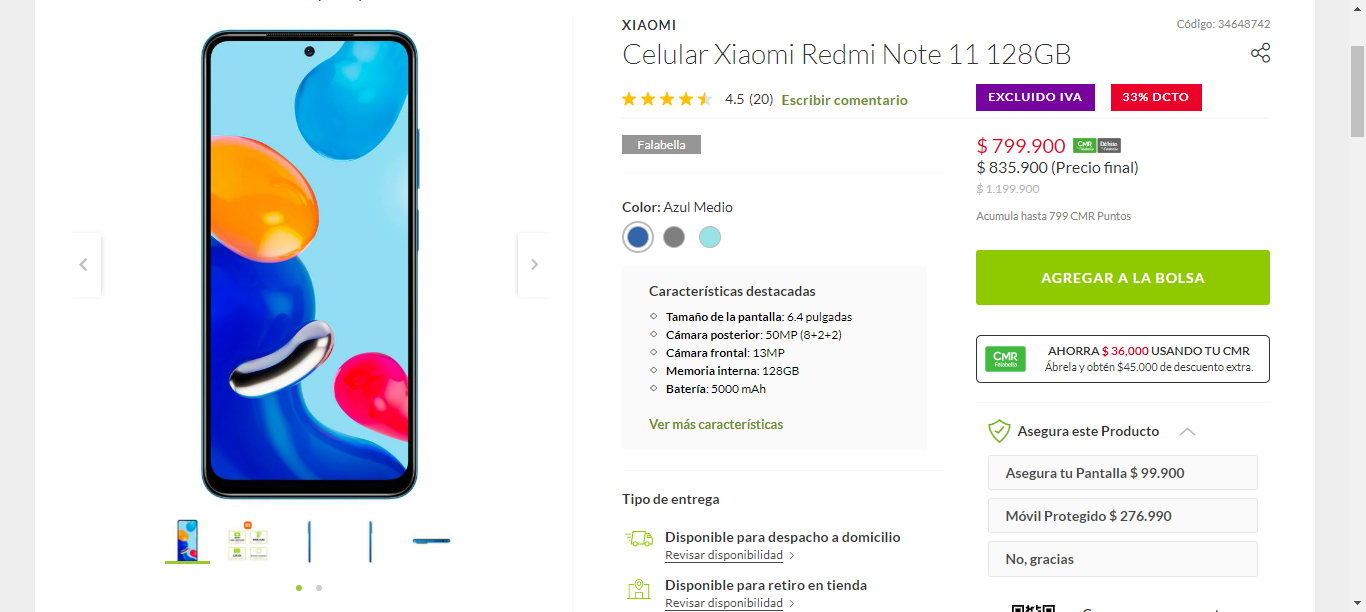 XIAOMI
Código: 34648742
Celular Xiaomi Redmi Note 11 128GB
4.5 (20) Escribir comentario
EXCLUIDO IVA
33% DCTO
Falabella
$ 799.900 CMR Falabella Débito
$ 835.900 (Precio final)
$ 1.199.900
Acumula hasta 799 CMR Puntos
Color: Azul Medio
AGREGAR A LA BOLSA
Características destacadas
Tamaño de la pantalla: 6.4 pulgadas
Cámara posterior: 50MP (8+2+2)
Cámara frontal: 13MP
Memoria interna: 128GB
Batería: 5000 mAh
Ver más características
CMR Falabella
AHORRA $ 36,000 USANDO TU CMR
Ábrela y obtén $45.000 de descuento extra.
Asegura este Producto
Asegura tu Pantalla $ 99.900
Móvil Protegido $ 276.990
No, gracias
Tipo de entrega
Disponible para despacho a domicilio
Revisar disponibilidad
Disponible para retiro en tienda
Revisar disponibilidad